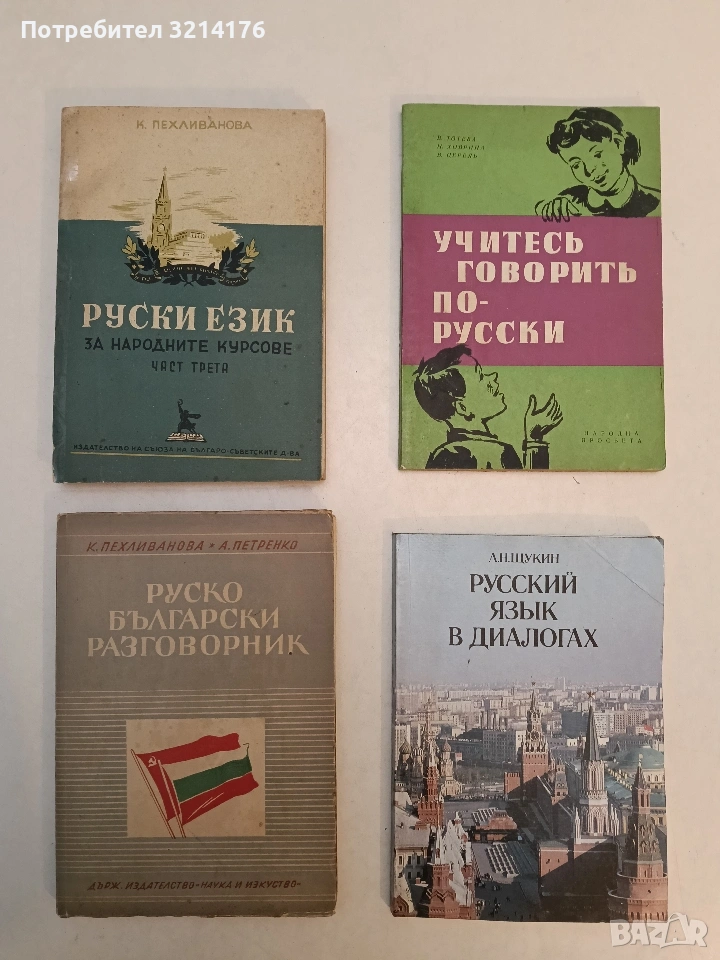 Потребител 3214176
К. ПЕХЛИВАНОВА
РУСКИ ЕЗИК
ЗА НАРОДНИТЕ КУРСОВЕ
ЧАСТ ТРЕТА
ИЗДАТЕЛСТВО НА СЪЮЗА НА БЪЛГАРО-СЪВЕТСКИТЕ Д-ВА
УЧИТЕСЬ
ГОВОРИТЬ
ПО-
РУССКИ
НАРОДНА
ПРОСВЕТА
К. ПЕХЛИВАНОВА • А. ПЕТРЕНКО
РУСКО
БЪЛГАРСКИ
РАЗГОВОРНИК
ДЪРЖ. ИЗДАТЕЛСТВО-НАУКА И ИЗКУСТВО-
А.Н.ЩУКИН
РУССКИЙ
ЯЗЫК
В ДИАЛОГАХ
BAZAR